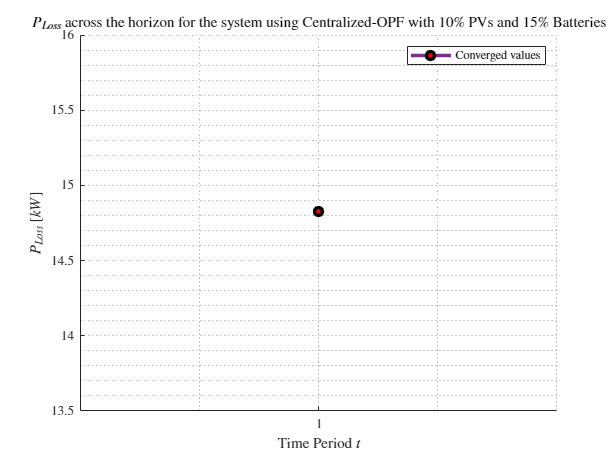 P_Loss across the horizon for the system using Centralized-OPF with 10% PVs and 15% Batteries
16
Converged values
15.5
15
14.5
14
13.5
P_Loss [kW]
1
Time Period t